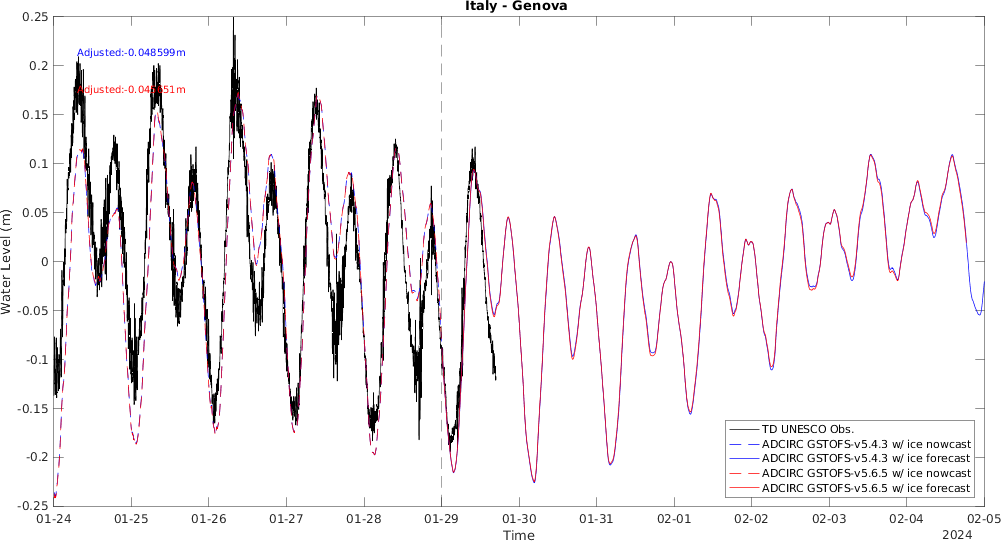 Italy - Genova
0.25
0.2
0.15
0.1
0.05
0
-0.05
-0.1
-0.15
-0.2
-0.25
Water Level (m)
Adjusted:-0.048599m
TD UNESCO Obs.
ADCIRC GSTOFS-v5.4.3 w/ ice nowcast
ADCIRC GSTOFS-v5.4.3 w/ ice forecast
ADCIRC GSTOFS-v5.6.5 w/ ice nowcast
ADCIRC GSTOFS-v5.6.5 w/ ice forecast
01-24 01-25 01-26 01-27 01-28 01-29 01-30 01-31 02-01 02-02 02-03 02-04 02-05
Time
2024